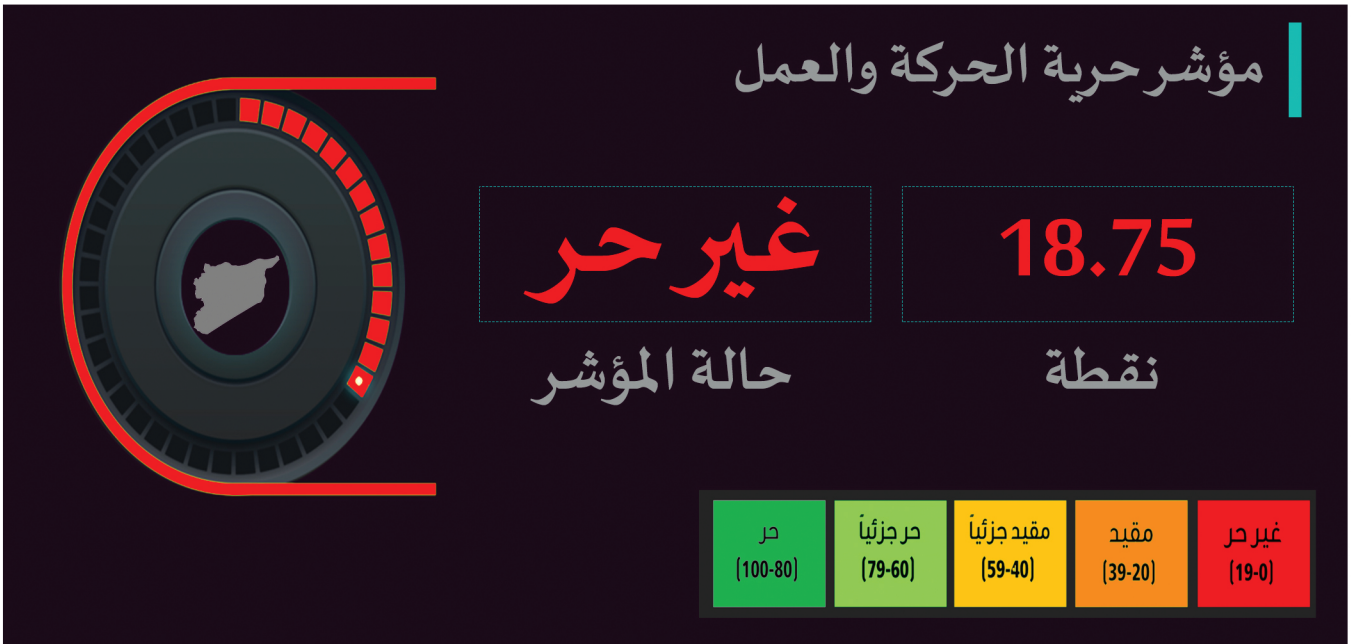 مؤشر حرية الحركة والعمل
18.75
نقطة
غير حر
حالة المؤشر
غير حر
(19-0)
مقيد
(39-20)
مقيد جزئياً
(59-40)
حر جزئياً
(79-60)
حر
(100-80)